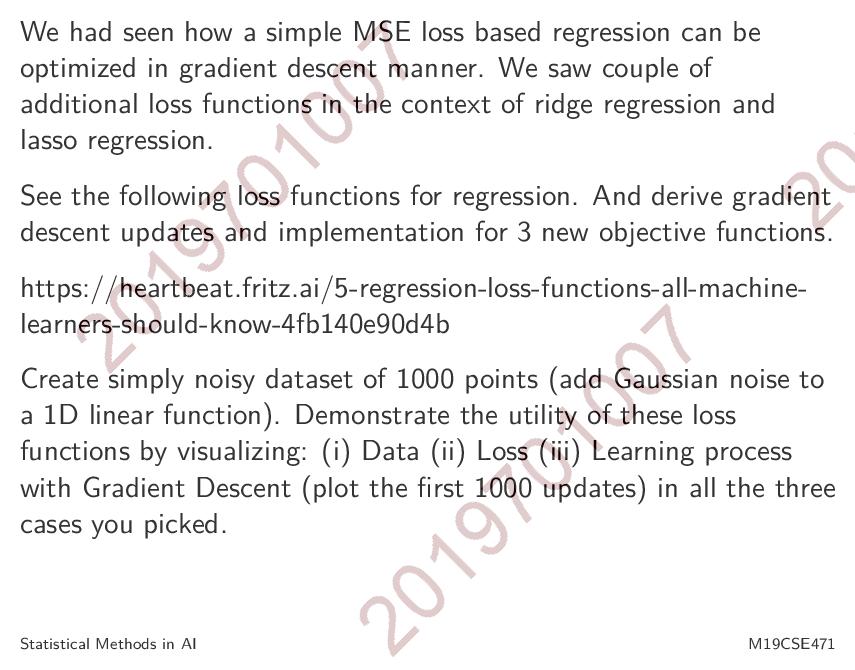 We had seen how a simple MSE loss based regression can be
optimized in gradient descent manner. We saw couple of
additional loss functions in the context of ridge regression and
lasso regression.
See the following loss functions for regression. And derive gradient
descent updates and implementation for 3 new objective functions.
https://heartbeat.fritz.ai/5-regression-loss-functions-all-machine-
learners-should-know-4fb140e90d4b
Create simply noisy dataset of 1000 points (add Gaussian noise to
a 1D linear function). Demonstrate the utility of these loss
functions by visualizing: (i) Data (ii) Loss (iii) Learning process
with Gradient Descent (plot the first 1000 updates) in all the three
cases you picked.
Statistical Methods in AI
M19CSE471
2019701007
20
2019701007